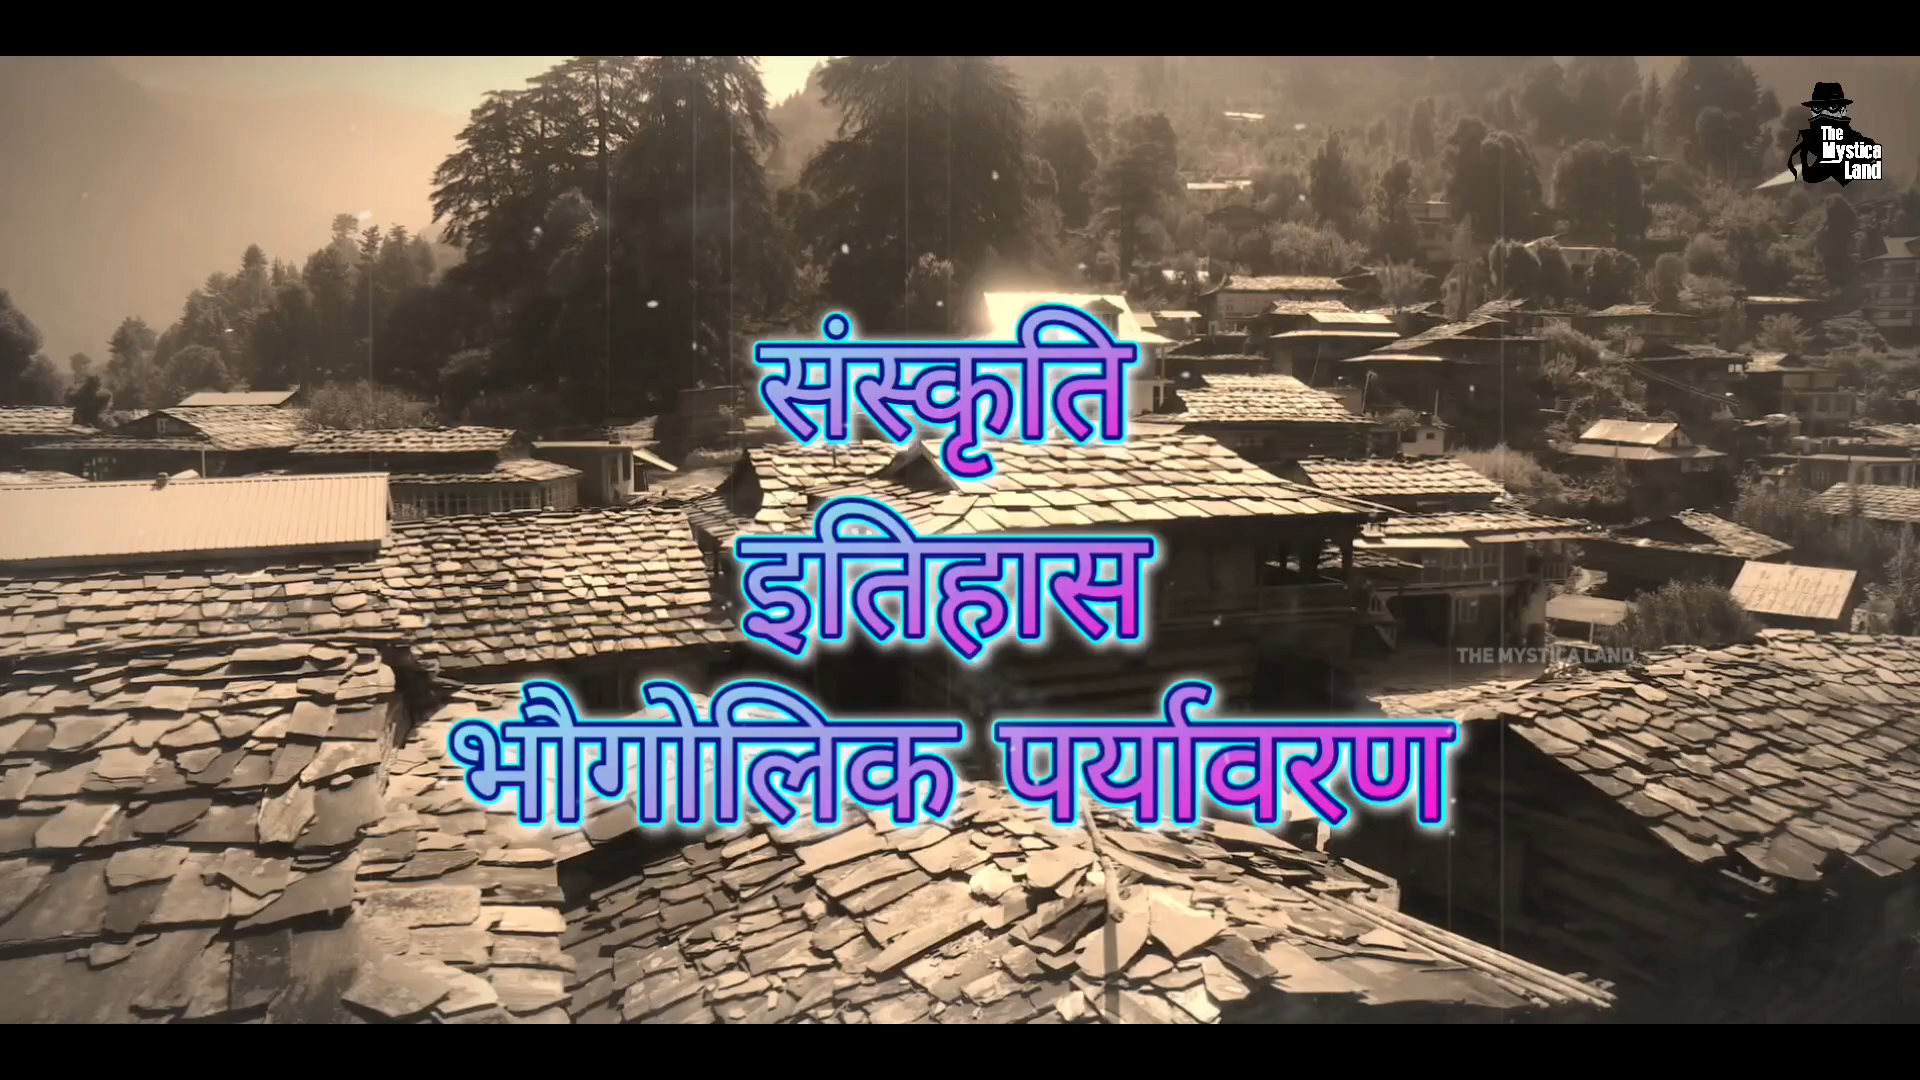 The
Mystica
Land
संस्कृति
इतिहास
THE MYSTICA LAND
भौगोलिक पर्यावरण